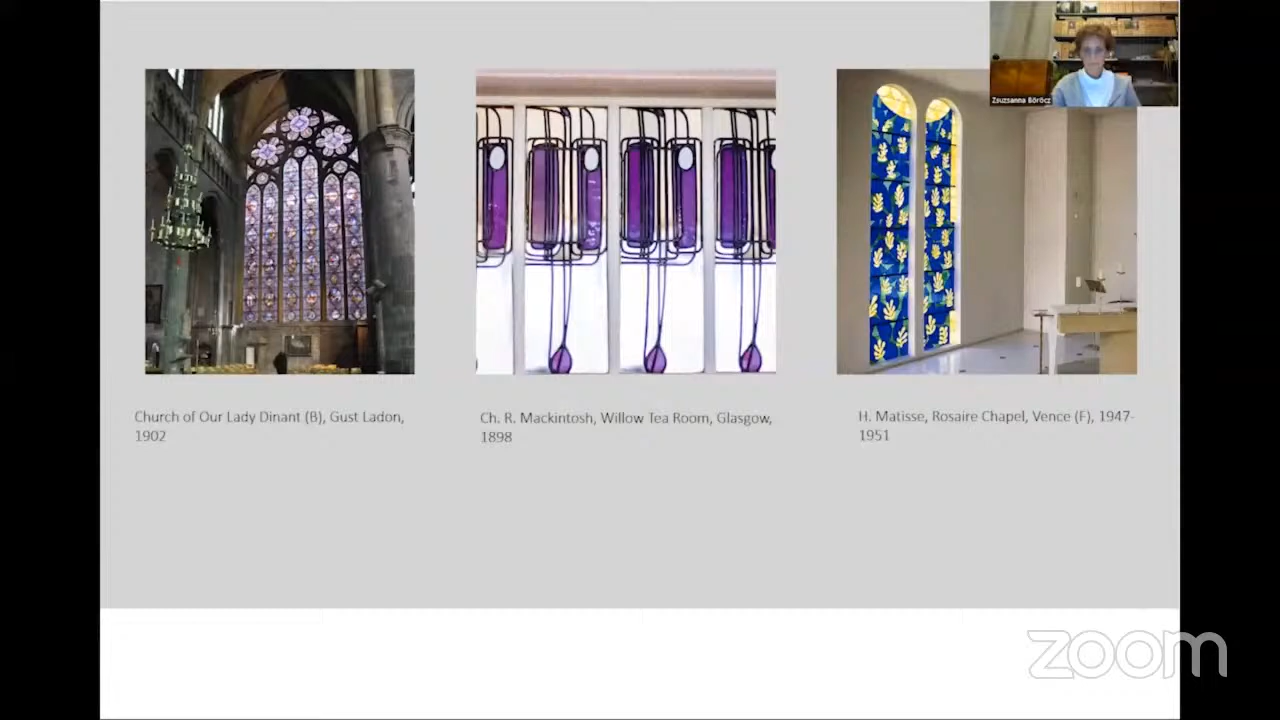 Zsuzsanna Böröcz
Church of Our Lady Dinant (B), Gust Ladon,
1902
Ch. R. Mackintosh, Willow Tea Room, Glasgow,
1898
H. Matisse, Rosaire Chapel, Vence (F), 1947-
1951
zoom